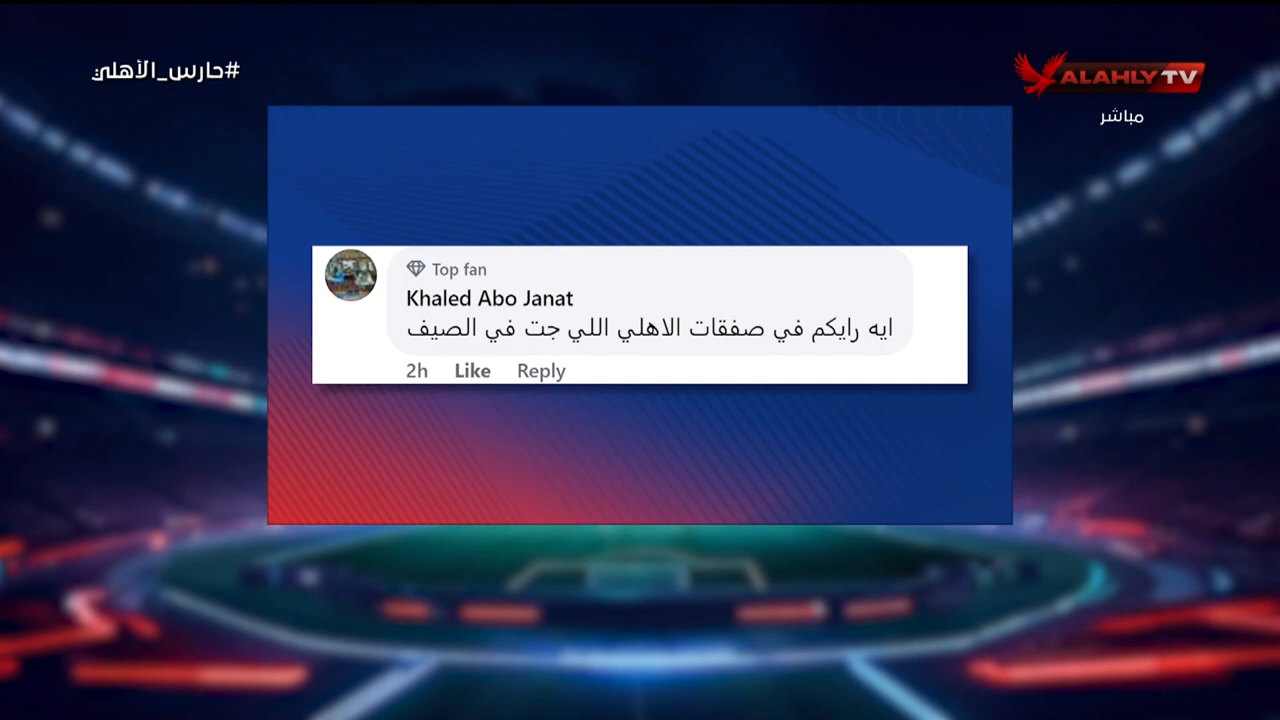 #حارس_الأهلي
ALAHLY TV
مباشر
Top fan
Khaled Abo Janat
ايه رايكم في صفقات الاهلي اللي جت في الصيف
2h Like Reply